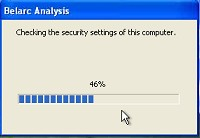 Belarc Analysis
Checking the security settings of this computer.
46%